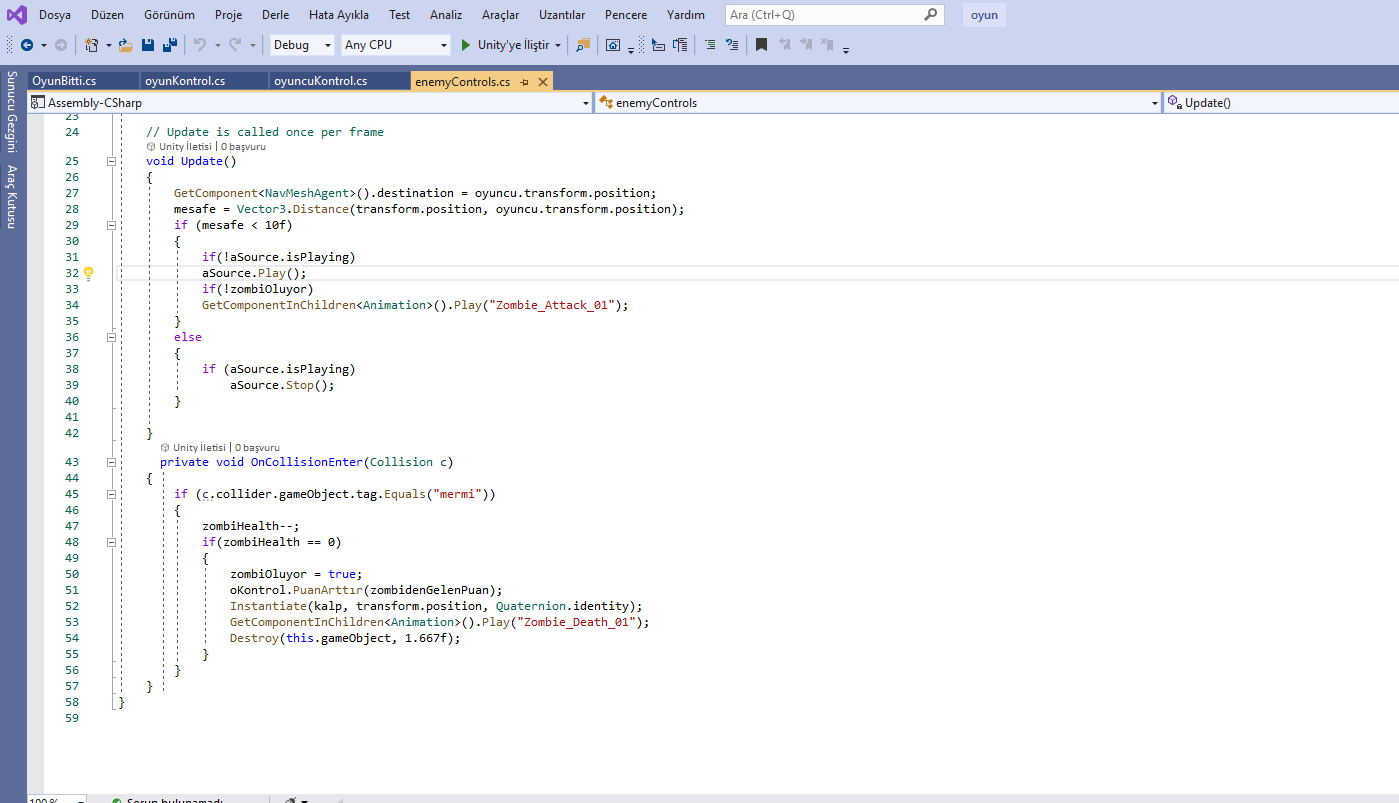 Dosya Düzen Görünüm Proje Derle Hata Ayıkla Test Analiz Araçlar Uzantılar Pencere Yardım Ara (Ctrl+Q) oyun
Debug Any CPU Unity'ye İliştir
Sunucu Gezgini Araç Kutusu
OyunBitti.cs oyunKontrol.cs oyuncuKontrol.cs enemyControls.cs
Assembly-CSharp enemyControls Update()
23
24 // Update is called once per frame
Unity İletisi | 0 başvuru
25 void Update()
26 {
27 GetComponent<NavMeshAgent>().destination = oyuncu.transform.position;
28 mesafe = Vector3.Distance(transform.position, oyuncu.transform.position);
29 if (mesafe < 10f)
30 {
31 if(!aSource.isPlaying)
32 aSource.Play();
33 if(!zombiOluyor)
34 GetComponentInChildren<Animation>().Play("Zombie_Attack_01");
35 }
36 else
37 {
38 if (aSource.isPlaying)
39 aSource.Stop();
40 }
41
42 }
Unity İletisi | 0 başvuru
43 private void OnCollisionEnter(Collision c)
44 {
45 if (c.collider.gameObject.tag.Equals("mermi"))
46 {
47 zombiHealth--;
48 if(zombiHealth == 0)
49 {
50 zombiOluyor = true;
51 oKontrol.PuanArttır(zombidenGelenPuan);
52 Instantiate(kalp, transform.position, Quaternion.identity);
53 GetComponentInChildren<Animation>().Play("Zombie_Death_01");
54 Destroy(this.gameObject, 1.667f);
55 }
56 }
57 }
58 }
59
100 % Sorun bulunamadı